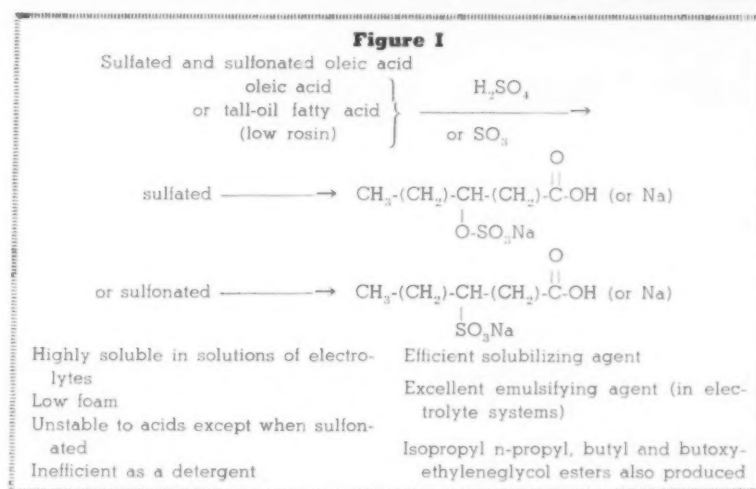 Figure I
Sulfated and sulfonated oleic acid
oleic acid
or tall-oil fatty acid
(low rosin)
H₂SO₄
or SO₃
O
||
sulfated → CH₃-(CH₂)-CH-(CH₂)-C-OH (or Na)
|
O-SO₃Na
O
||
or sulfonated → CH₃-(CH₂)-CH-(CH₂)-C-OH (or Na)
|
SO₃Na
Highly soluble in solutions of electro-
lytes
Low foam
Unstable to acids except when sulfon-
ated
Inefficient as a detergent
Efficient solubilizing agent
Excellent emulsifying agent (in elec-
trolyte systems)
Isopropyl n-propyl, butyl and butoxy-
ethyleneglycol esters also produced